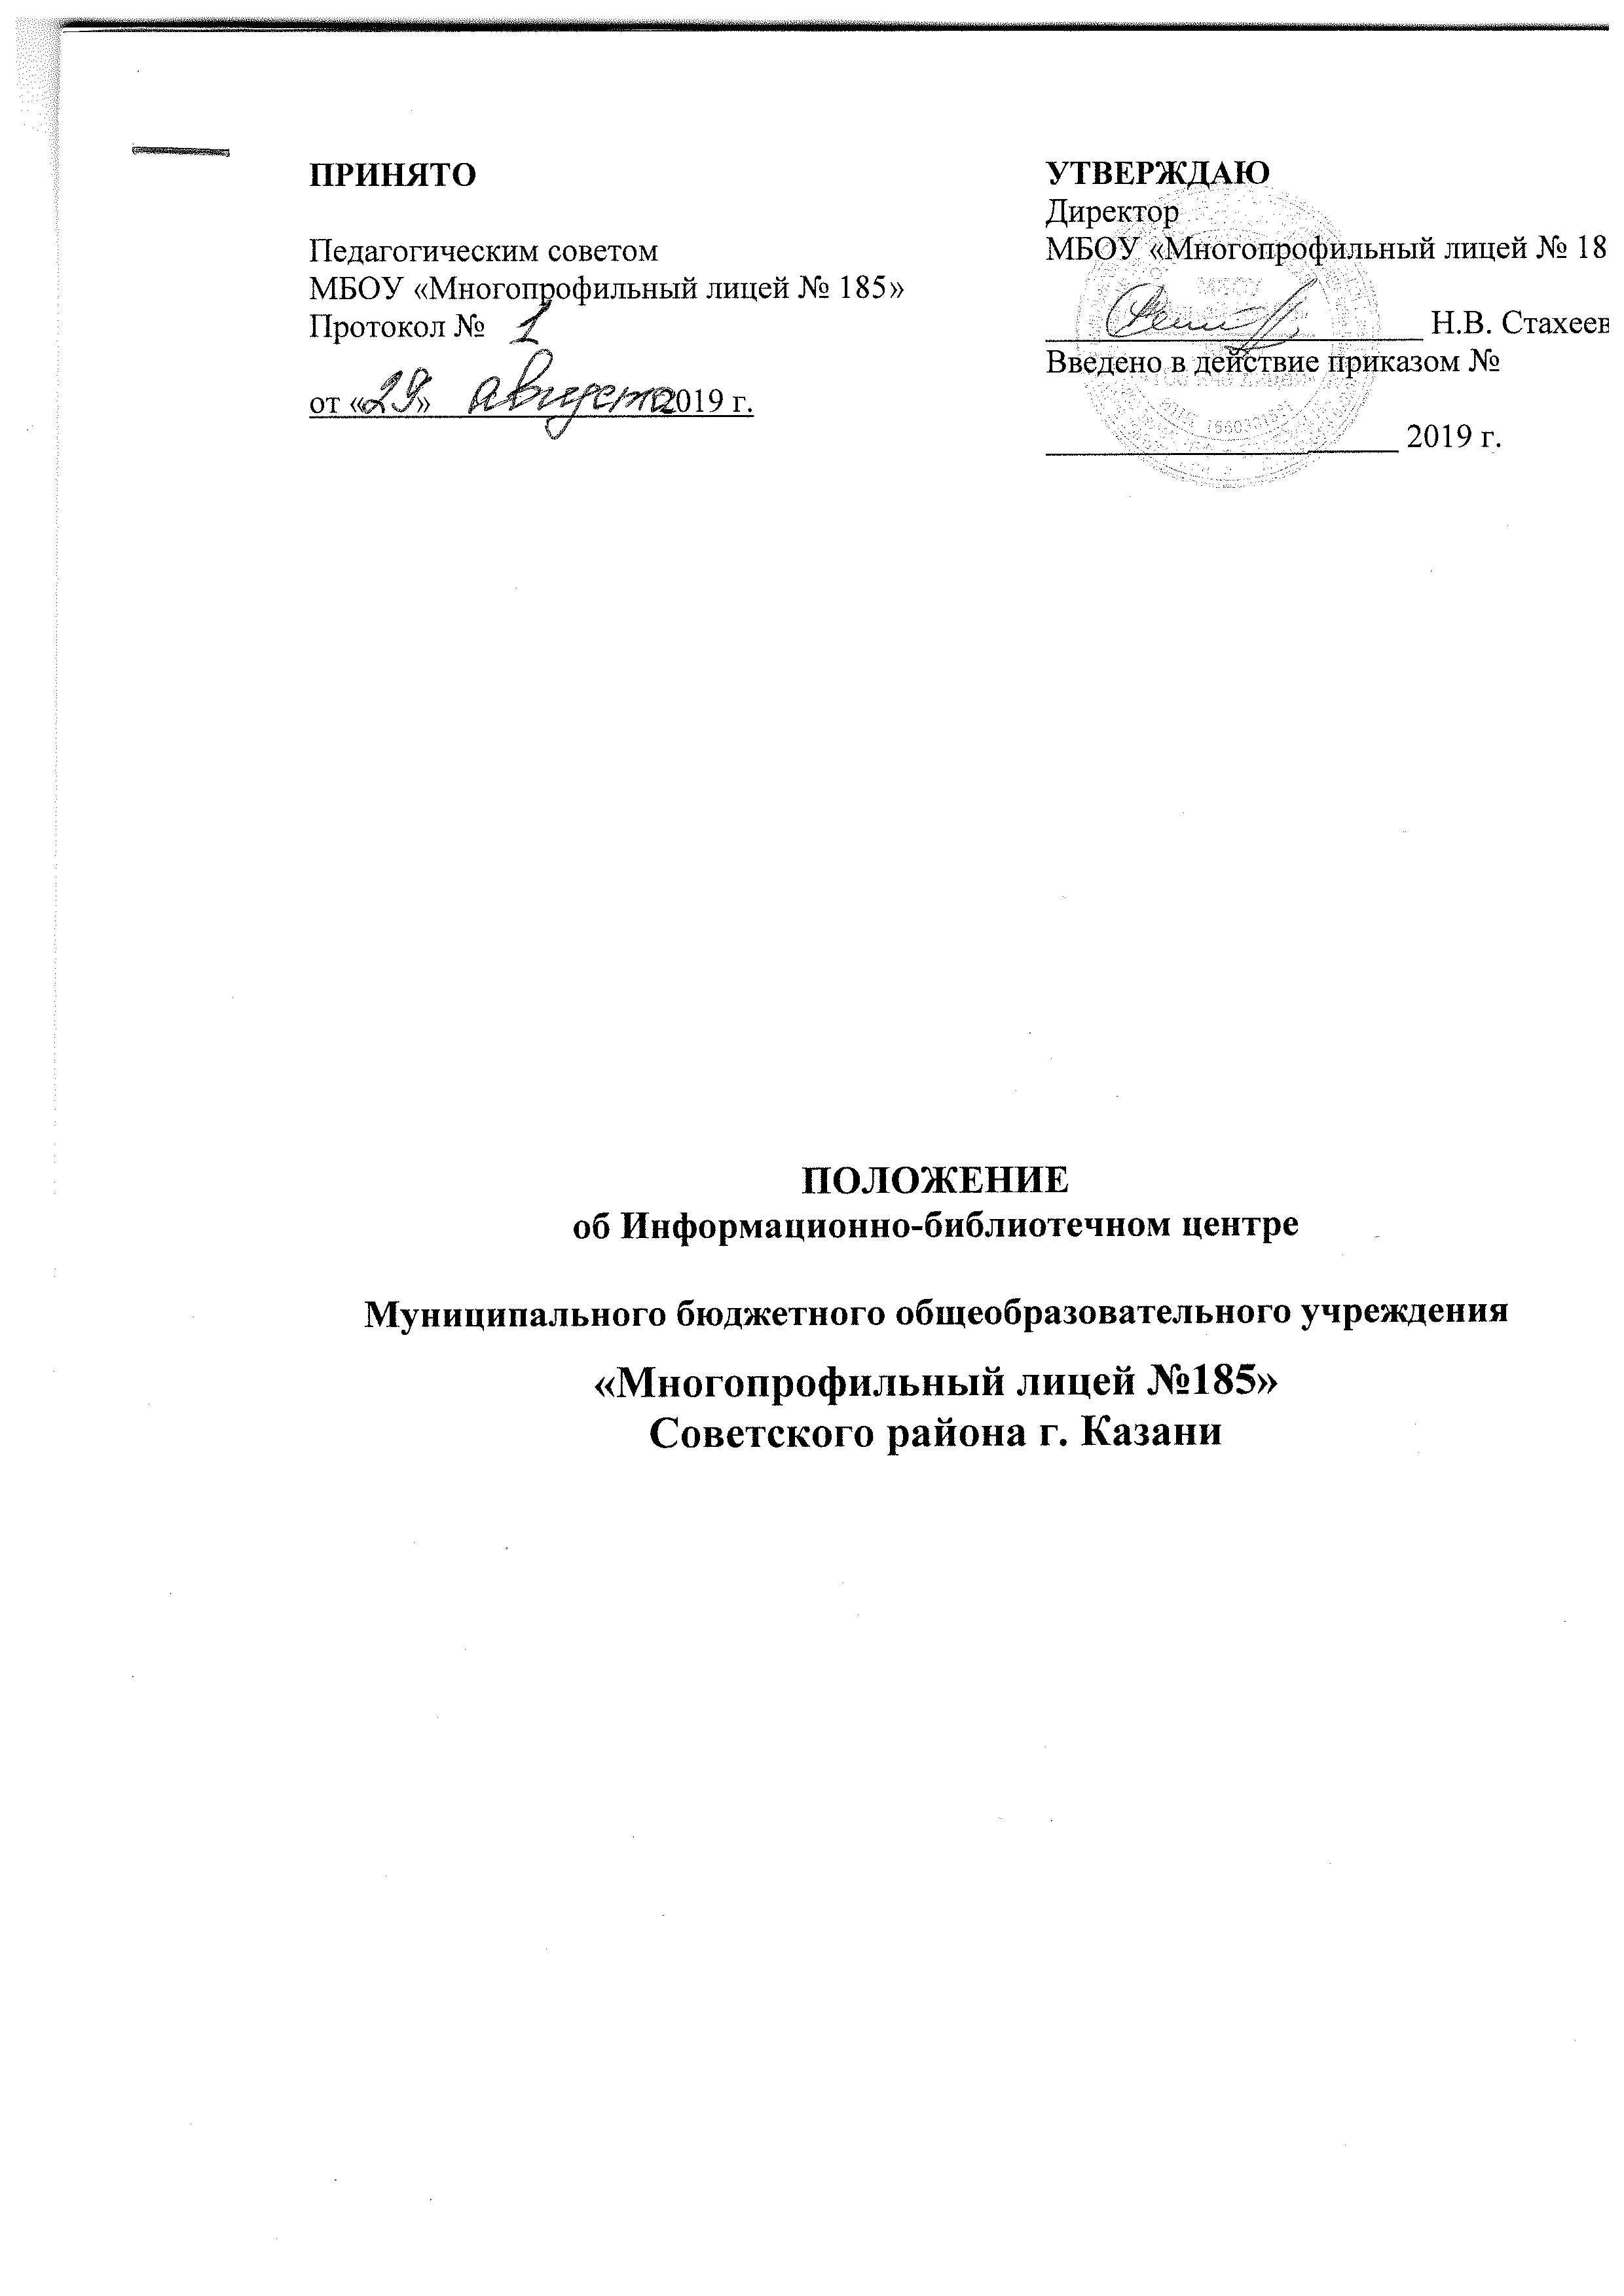 ПРИНЯТО
Педагогическим советом
МБОУ «Многопрофильный лицей № 185»
Протокол № 1
от «29» августа 2019 г.
УТВЕРЖДАЮ
Директор
МБОУ «Многопрофильный лицей № 18
Н.В. Стахеев
Введено в действие приказом №
2019 г.
МБОУ
ПОЛОЖЕНИЕ
об Информационно-библиотечном центре
Муниципального бюджетного общеобразовательного учреждения
«Многопрофильный лицей №185»
Советского района г. Казани